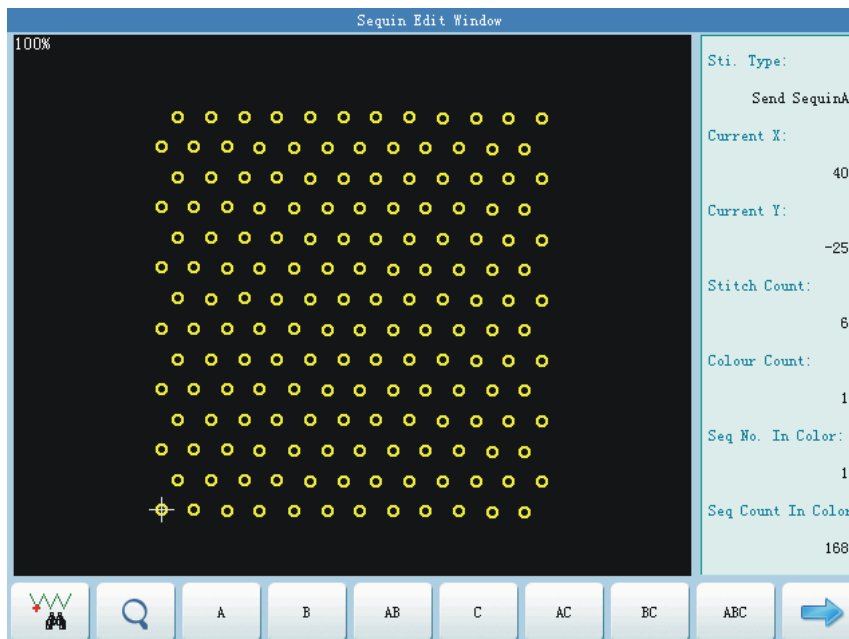 Sequin Edit Window
100%
Sti. Type:
Send SequinA
Current X:
40
Current Y:
-25
Stitch Count:
6
Colour Count:
1
Seq No. In Color:
1
Seq Count In Color
168
A B AB C AC BC ABC